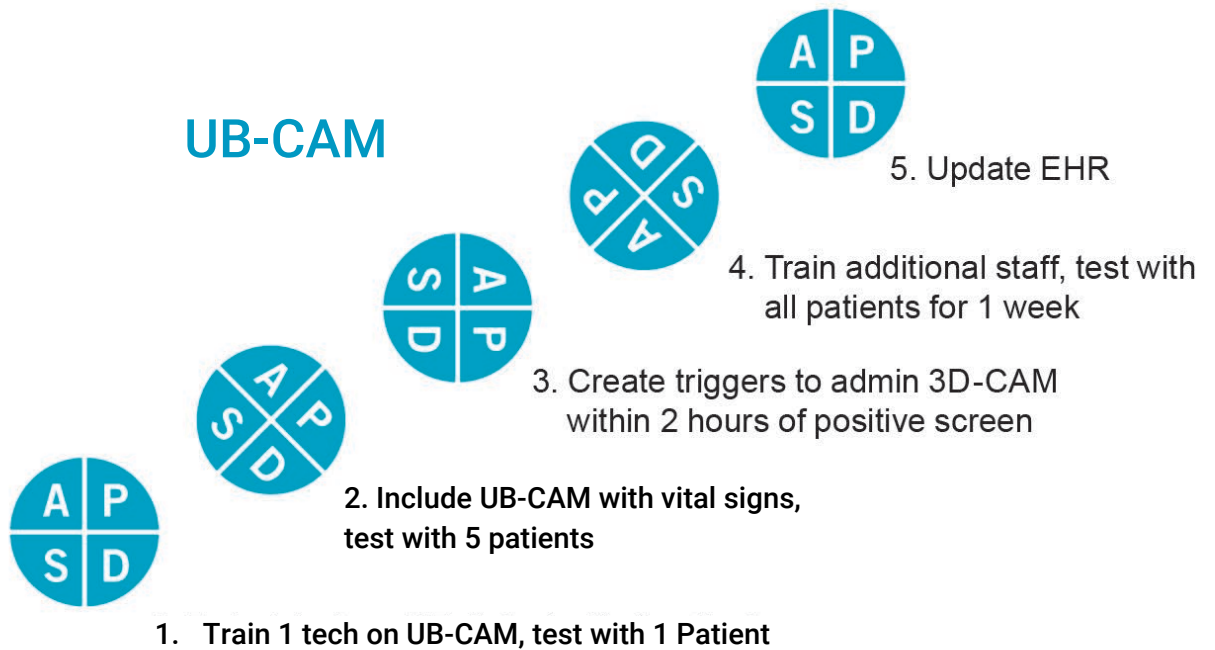 A P
S D
5. Update EHR
UB-CAM
A P
S D
4. Train additional staff, test with
all patients for 1 week
A P
S D
3. Create triggers to admin 3D-CAM
within 2 hours of positive screen
A P
S D
2. Include UB-CAM with vital signs,
test with 5 patients
A P
S D
1. Train 1 tech on UB-CAM, test with 1 Patient